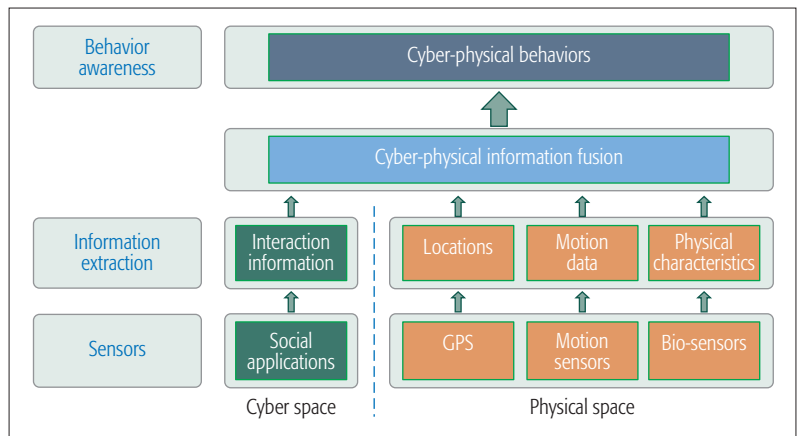 Behavior
awareness
Cyber-physical behaviors
Cyber-physical information fusion
Information
extraction
Interaction
information
Locations
Motion
data
Physical
characteristics
Sensors
Social
applications
GPS
Motion
sensors
Bio-sensors
Cyber space
Physical space